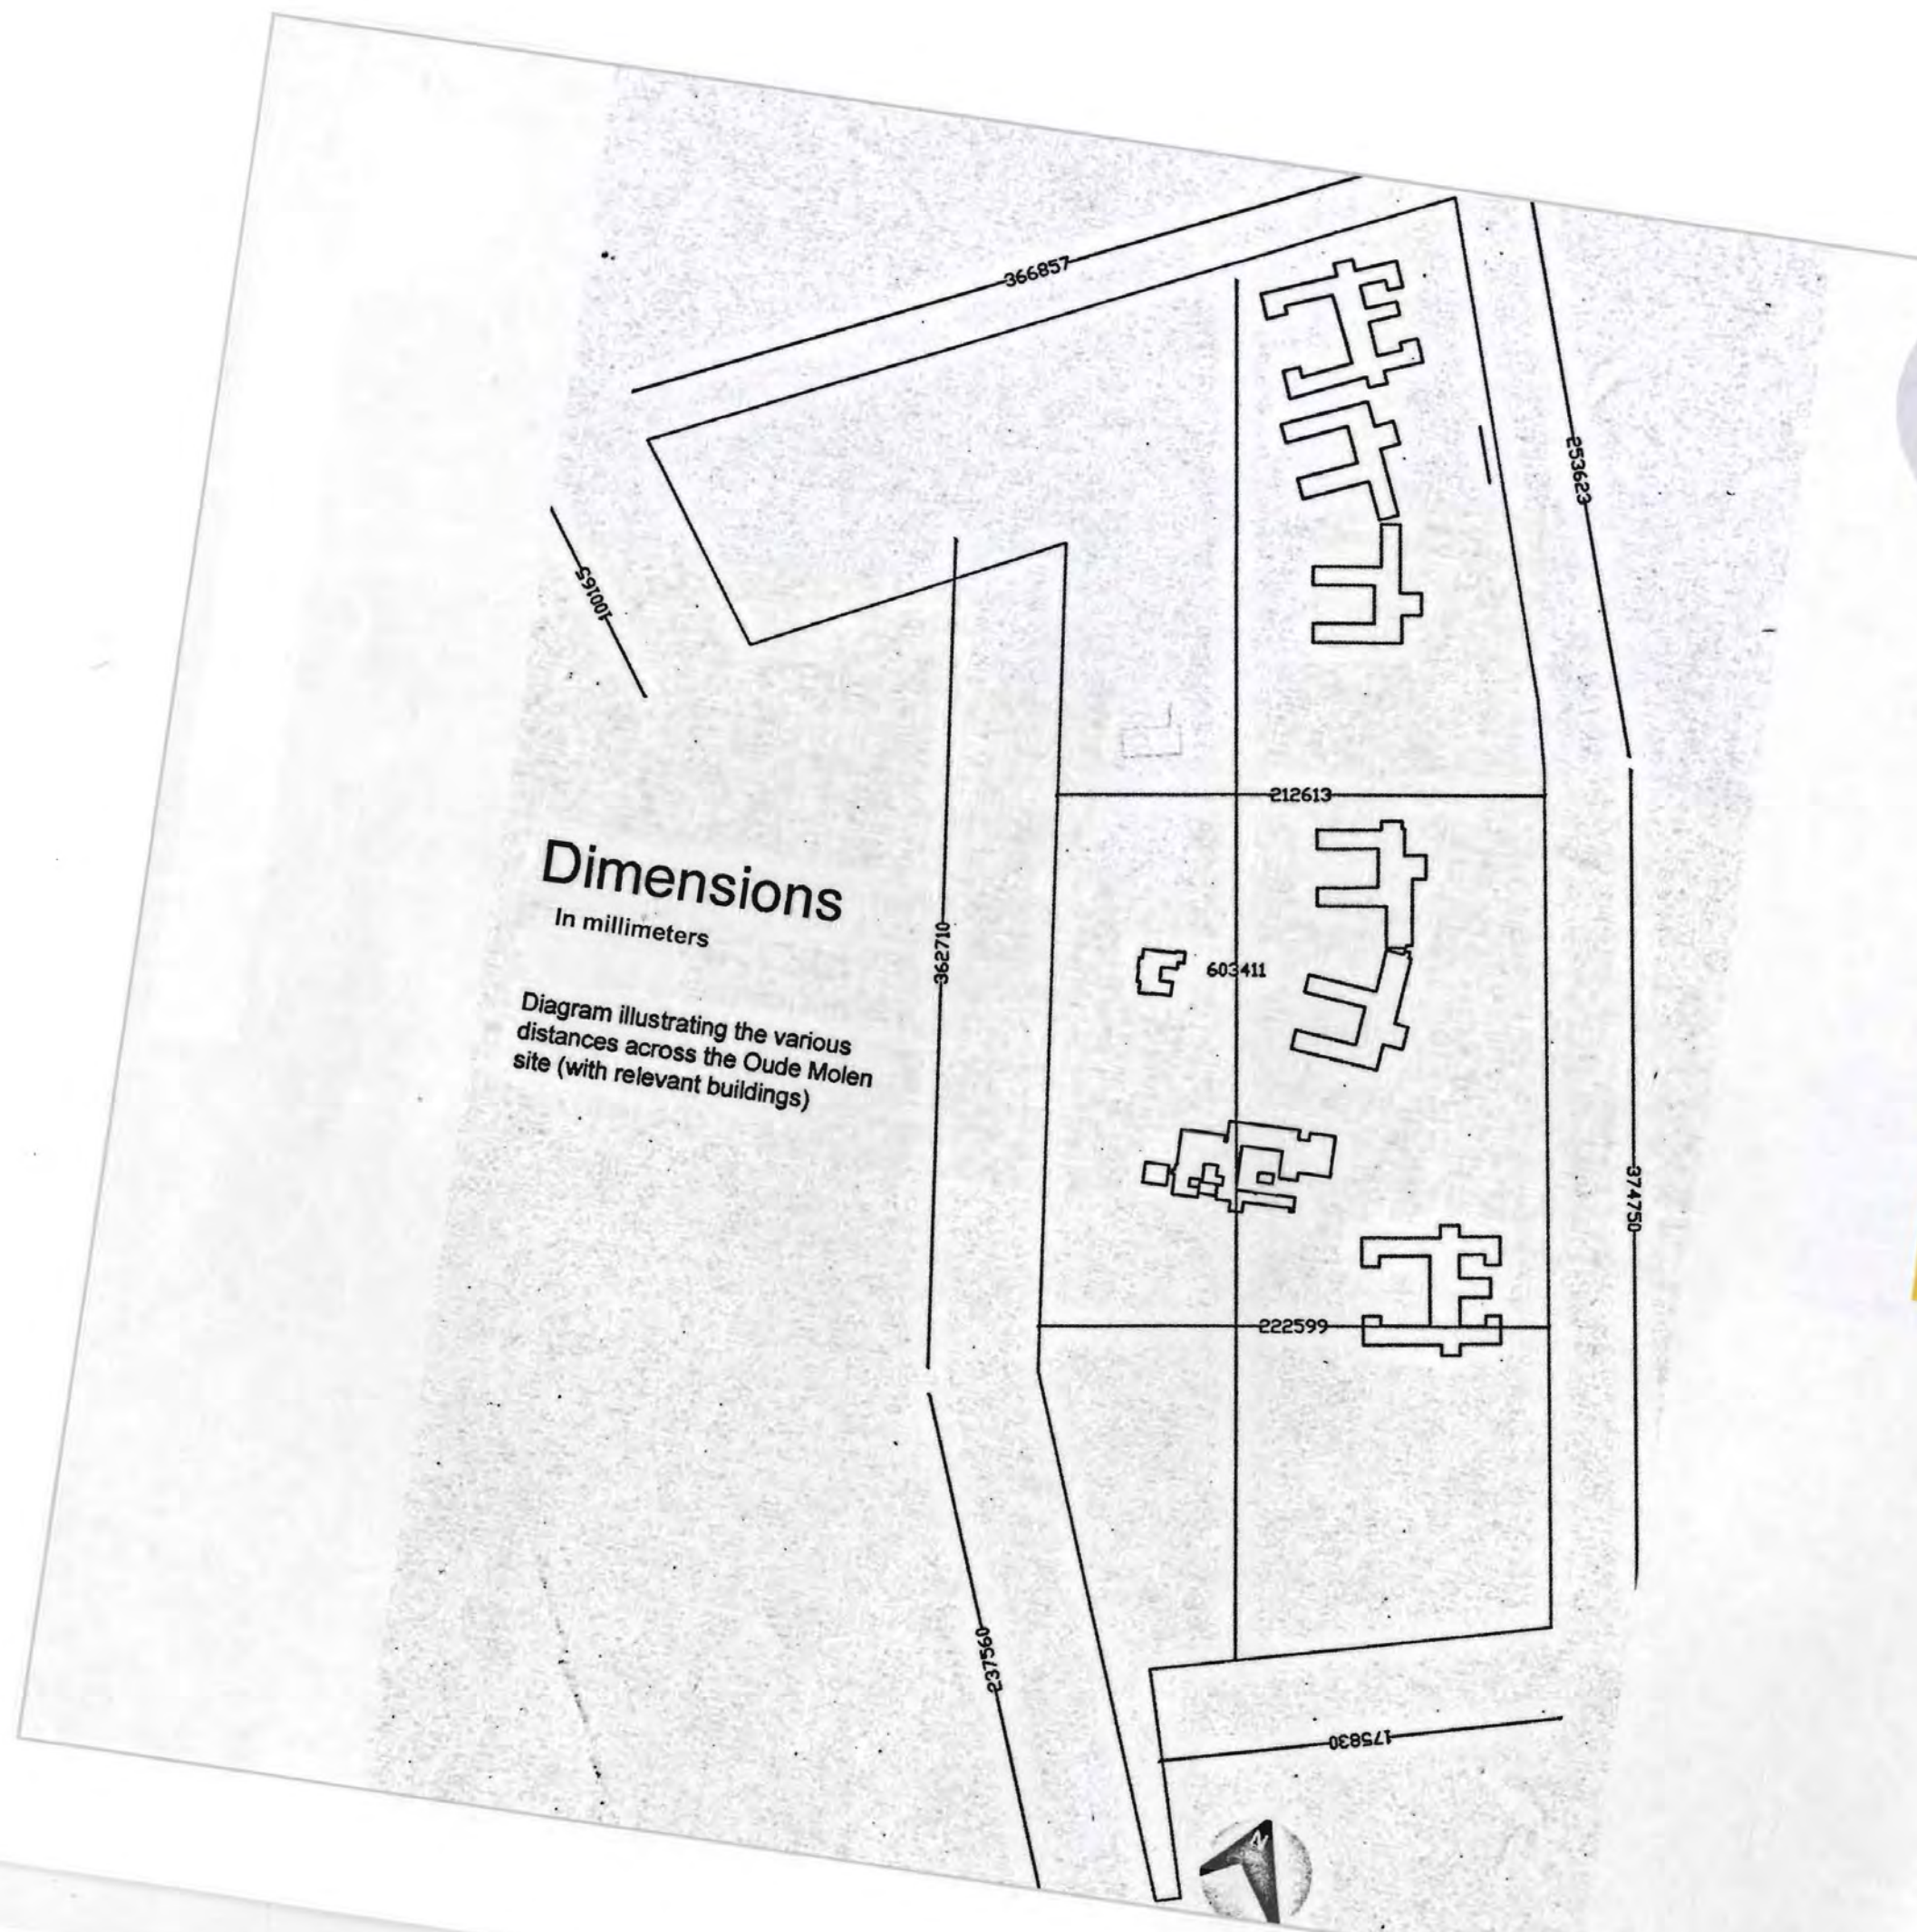 366857
253623
100165
212613
Dimensions
In millimeters
362710
603411
Diagram illustrating the various
distances across the Oude Molen
site (with relevant buildings)
374750
222599
237560
175830
N